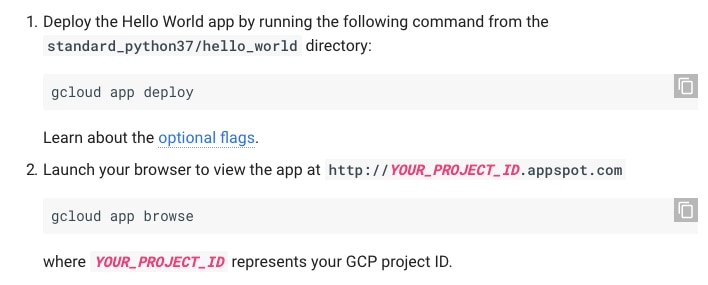 1. Deploy the Hello World app by running the following command from the
standard_python37/hello_world directory:
gcloud app deploy
Learn about the optional flags.
2. Launch your browser to view the app at http://YOUR_PROJECT_ID.appspot.com
gcloud app browse
where YOUR_PROJECT_ID represents your GCP project ID.